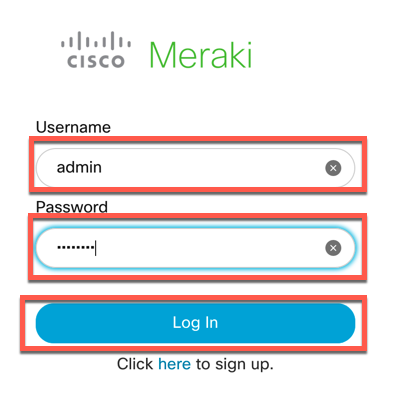 cisco Meraki
Username
admin
Password
••••••••
Log In
Click here to sign up.